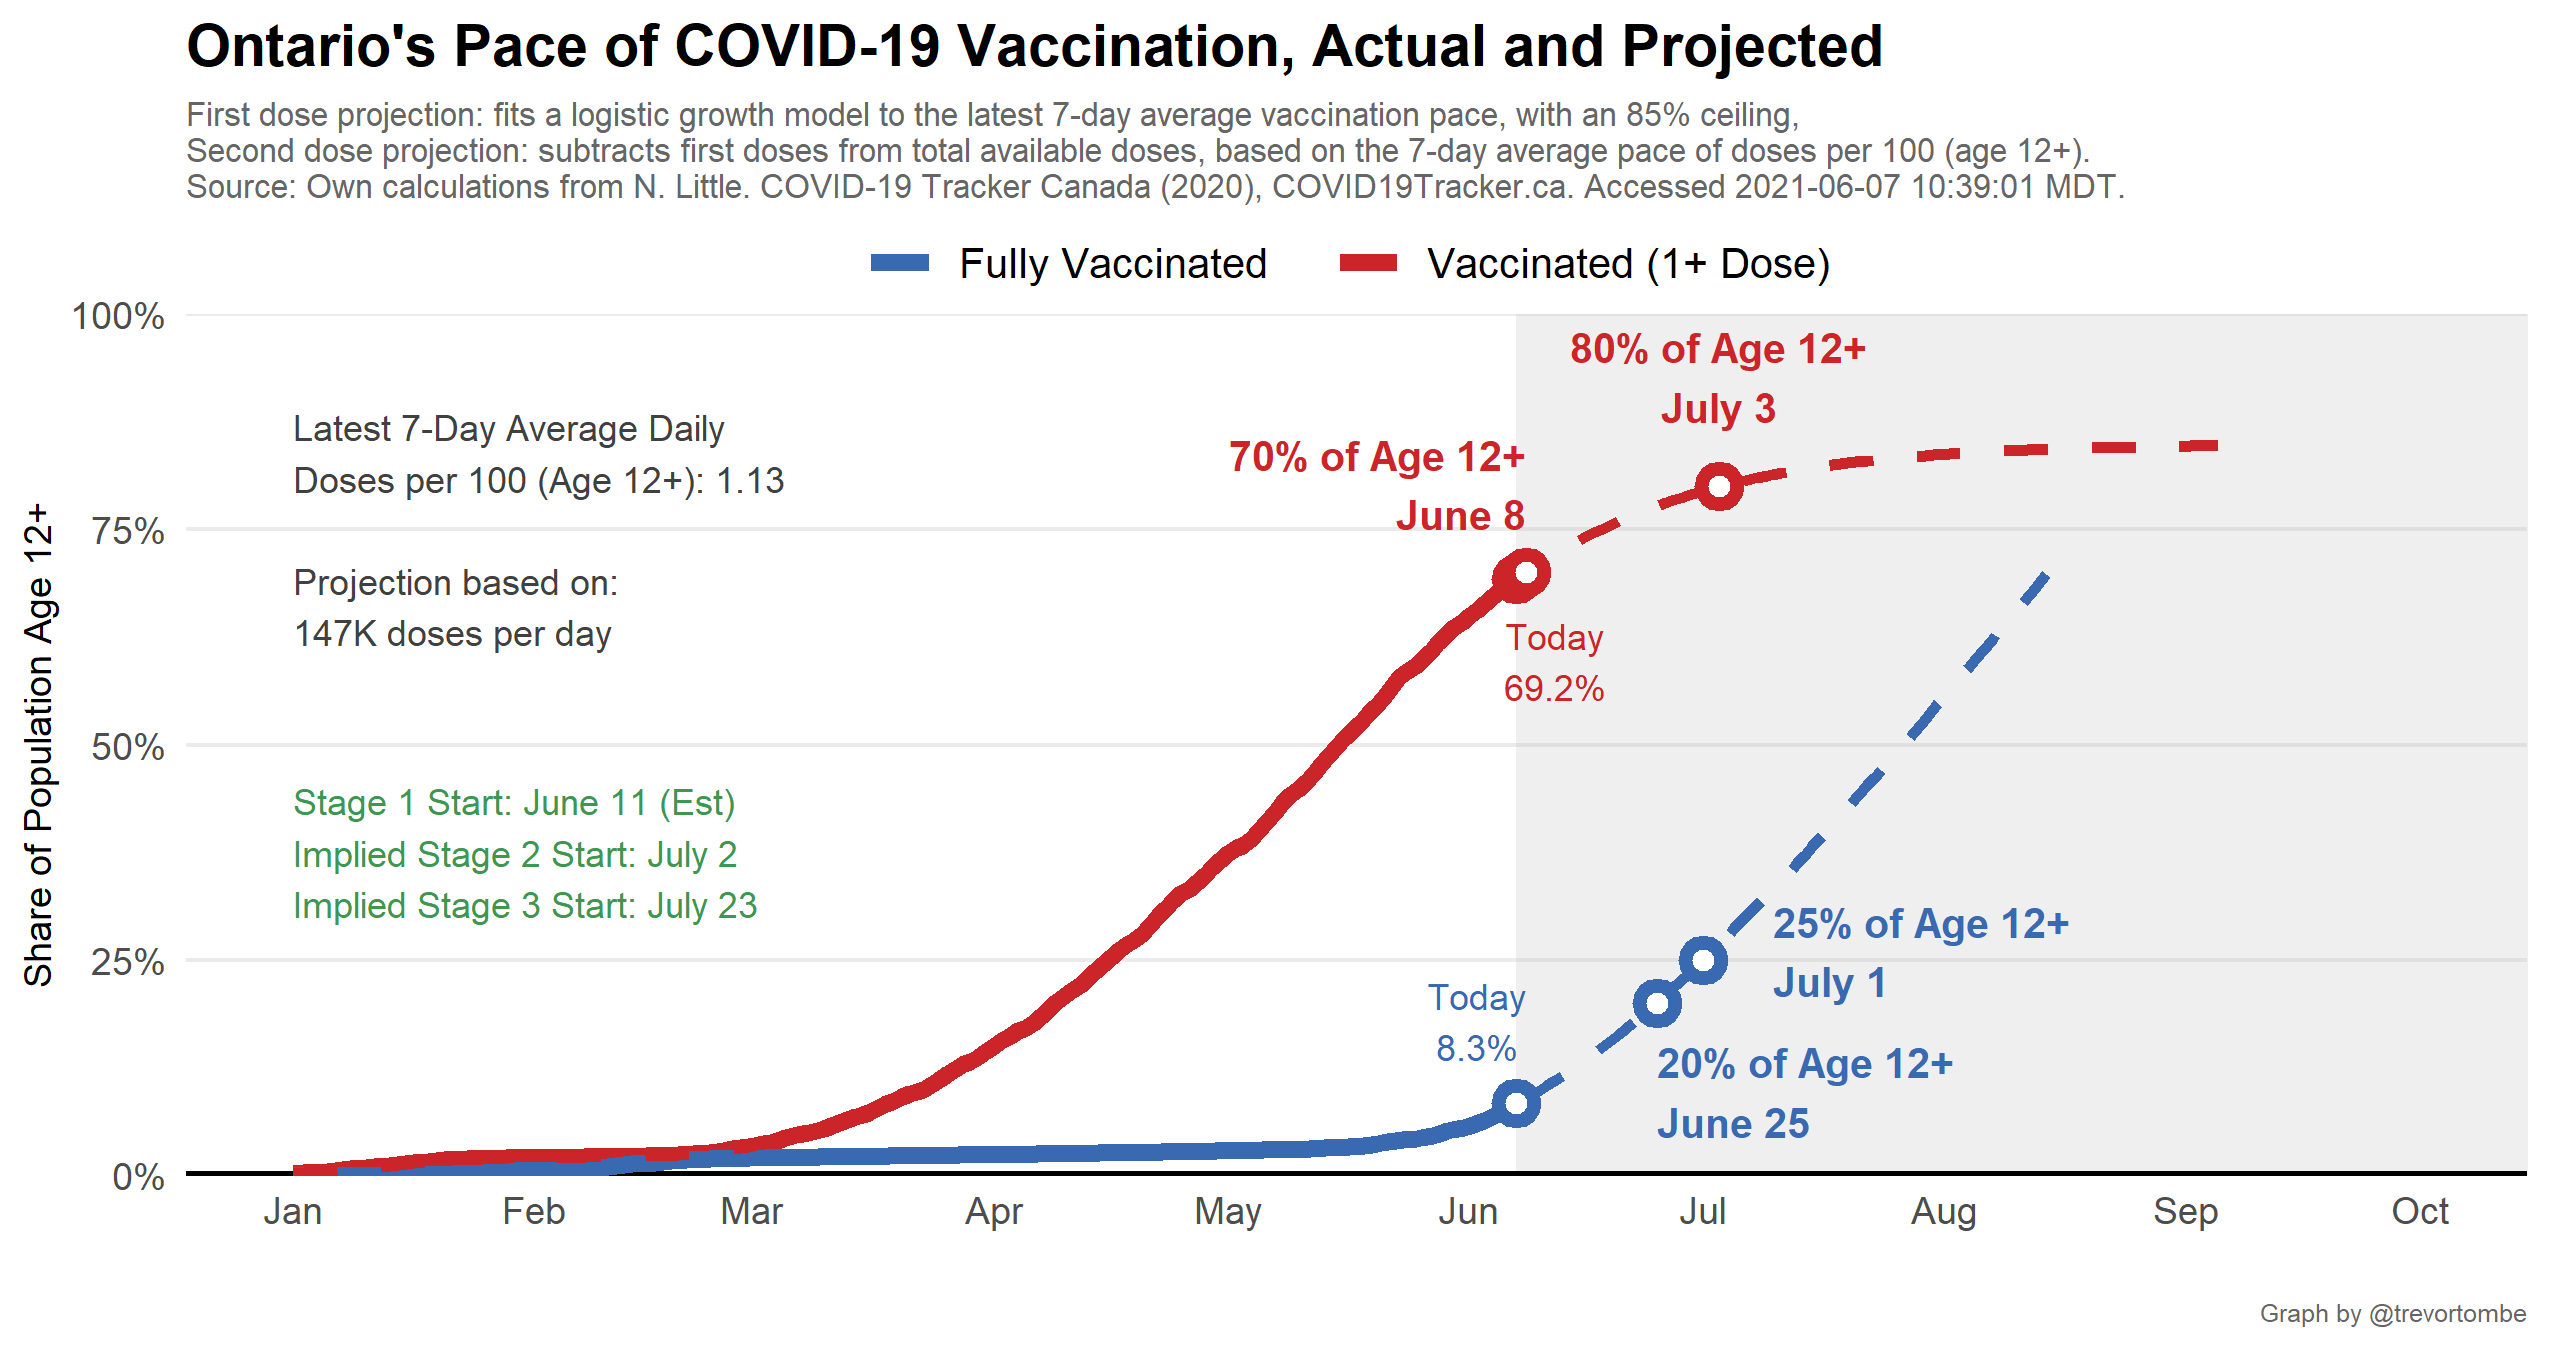 Ontario's Pace of COVID-19 Vaccination, Actual and Projected
First dose projection: fits a logistic growth model to the latest 7-day average vaccination pace, with an 85% ceiling,
Second dose projection: subtracts first doses from total available doses, based on the 7-day average pace of doses per 100 (age 12+).
Source: Own calculations from N. Little. COVID-19 Tracker Canada (2020), COVID19Tracker.ca. Accessed 2021-06-07 10:39:01 MDT.
Fully Vaccinated
Vaccinated (1+ Dose)
Share of Population Age 12+
100%
75%
50%
25%
0%
Latest 7-Day Average Daily
Doses per 100 (Age 12+): 1.13
Projection based on:
147K doses per day
Stage 1 Start: June 11 (Est)
Implied Stage 2 Start: July 2
Implied Stage 3 Start: July 23
80% of Age 12+
July 3
70% of Age 12+
June 8
Today
69.2%
25% of Age 12+
July 1
Today
8.3%
20% of Age 12+
June 25
Jan
Feb
Mar
Apr
May
Jun
Jul
Aug
Sep
Oct
Graph by @trevortombe